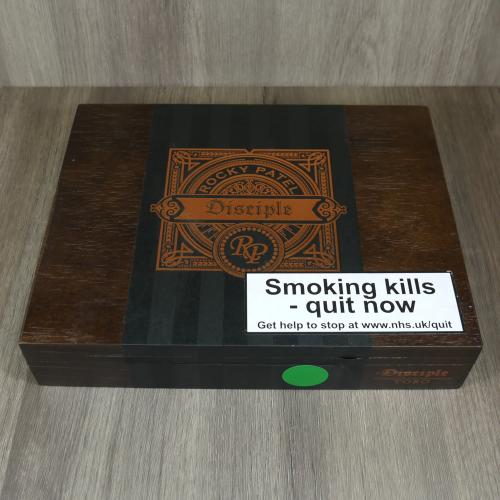 ROCKY PATEL
Disciple
RP
Smoking kills
- quit now
Get help to stop at www.nhs.uk/quit
Disciple
TORO